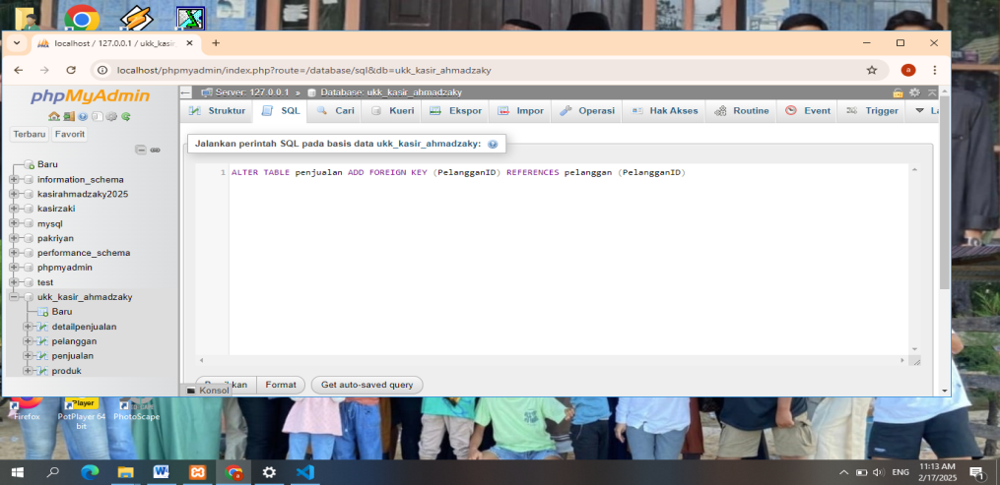 localhost / 127.0.0.1 / ukk_kasir
localhost/phpmyadmin/index.php?route=/database/sql&db=ukk_kasir_ahmadzaky
a
phpMyAdmin
Terbaru Favorit
Baru
information_schema
kasirahmadzaky2025
kasirzaki
mysql
pakriyan
performance_schema
phpmyadmin
test
ukk_kasir_ahmadzaky
Baru
detailpenjualan
pelanggan
penjualan
produk
Server: 127.0.0.1 » Database: ukk_kasir_ahmadzaky
Struktur SQL Cari Kueri Ekspor Impor Operasi Hak Akses Routine Event Trigger
Jalankan perintah SQL pada basis data ukk_kasir_ahmadzaky:
1 ALTER TABLE penjualan ADD FOREIGN KEY (PelangganID) REFERENCES pelanggan (PelangganID)
Format Get auto-saved query
Konsol
Firefox
PotPlayer 64 bit
PhotoScape
ENG
11:13 AM
2/17/2025